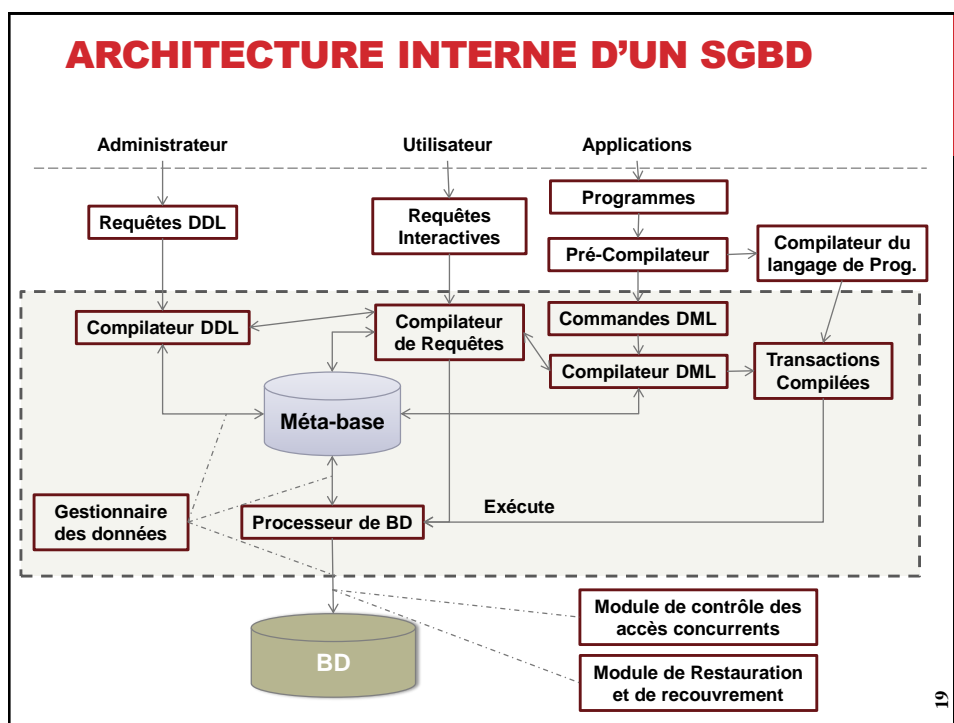 ARCHITECTURE INTERNE D'UN SGBD
Administrateur
Utilisateur
Applications
Requêtes DDL
Requêtes
Interactives
Programmes
Pré-Compilateur
Compilateur du
langage de Prog.
Compilateur DDL
Compilateur
de Requêtes
Commandes DML
Compilateur DML
Transactions
Compilées
Méta-base
Gestionnaire
des données
Processeur de BD
Exécute
BD
Module de contrôle des
accès concurrents
Module de Restauration
et de recouvrement
19